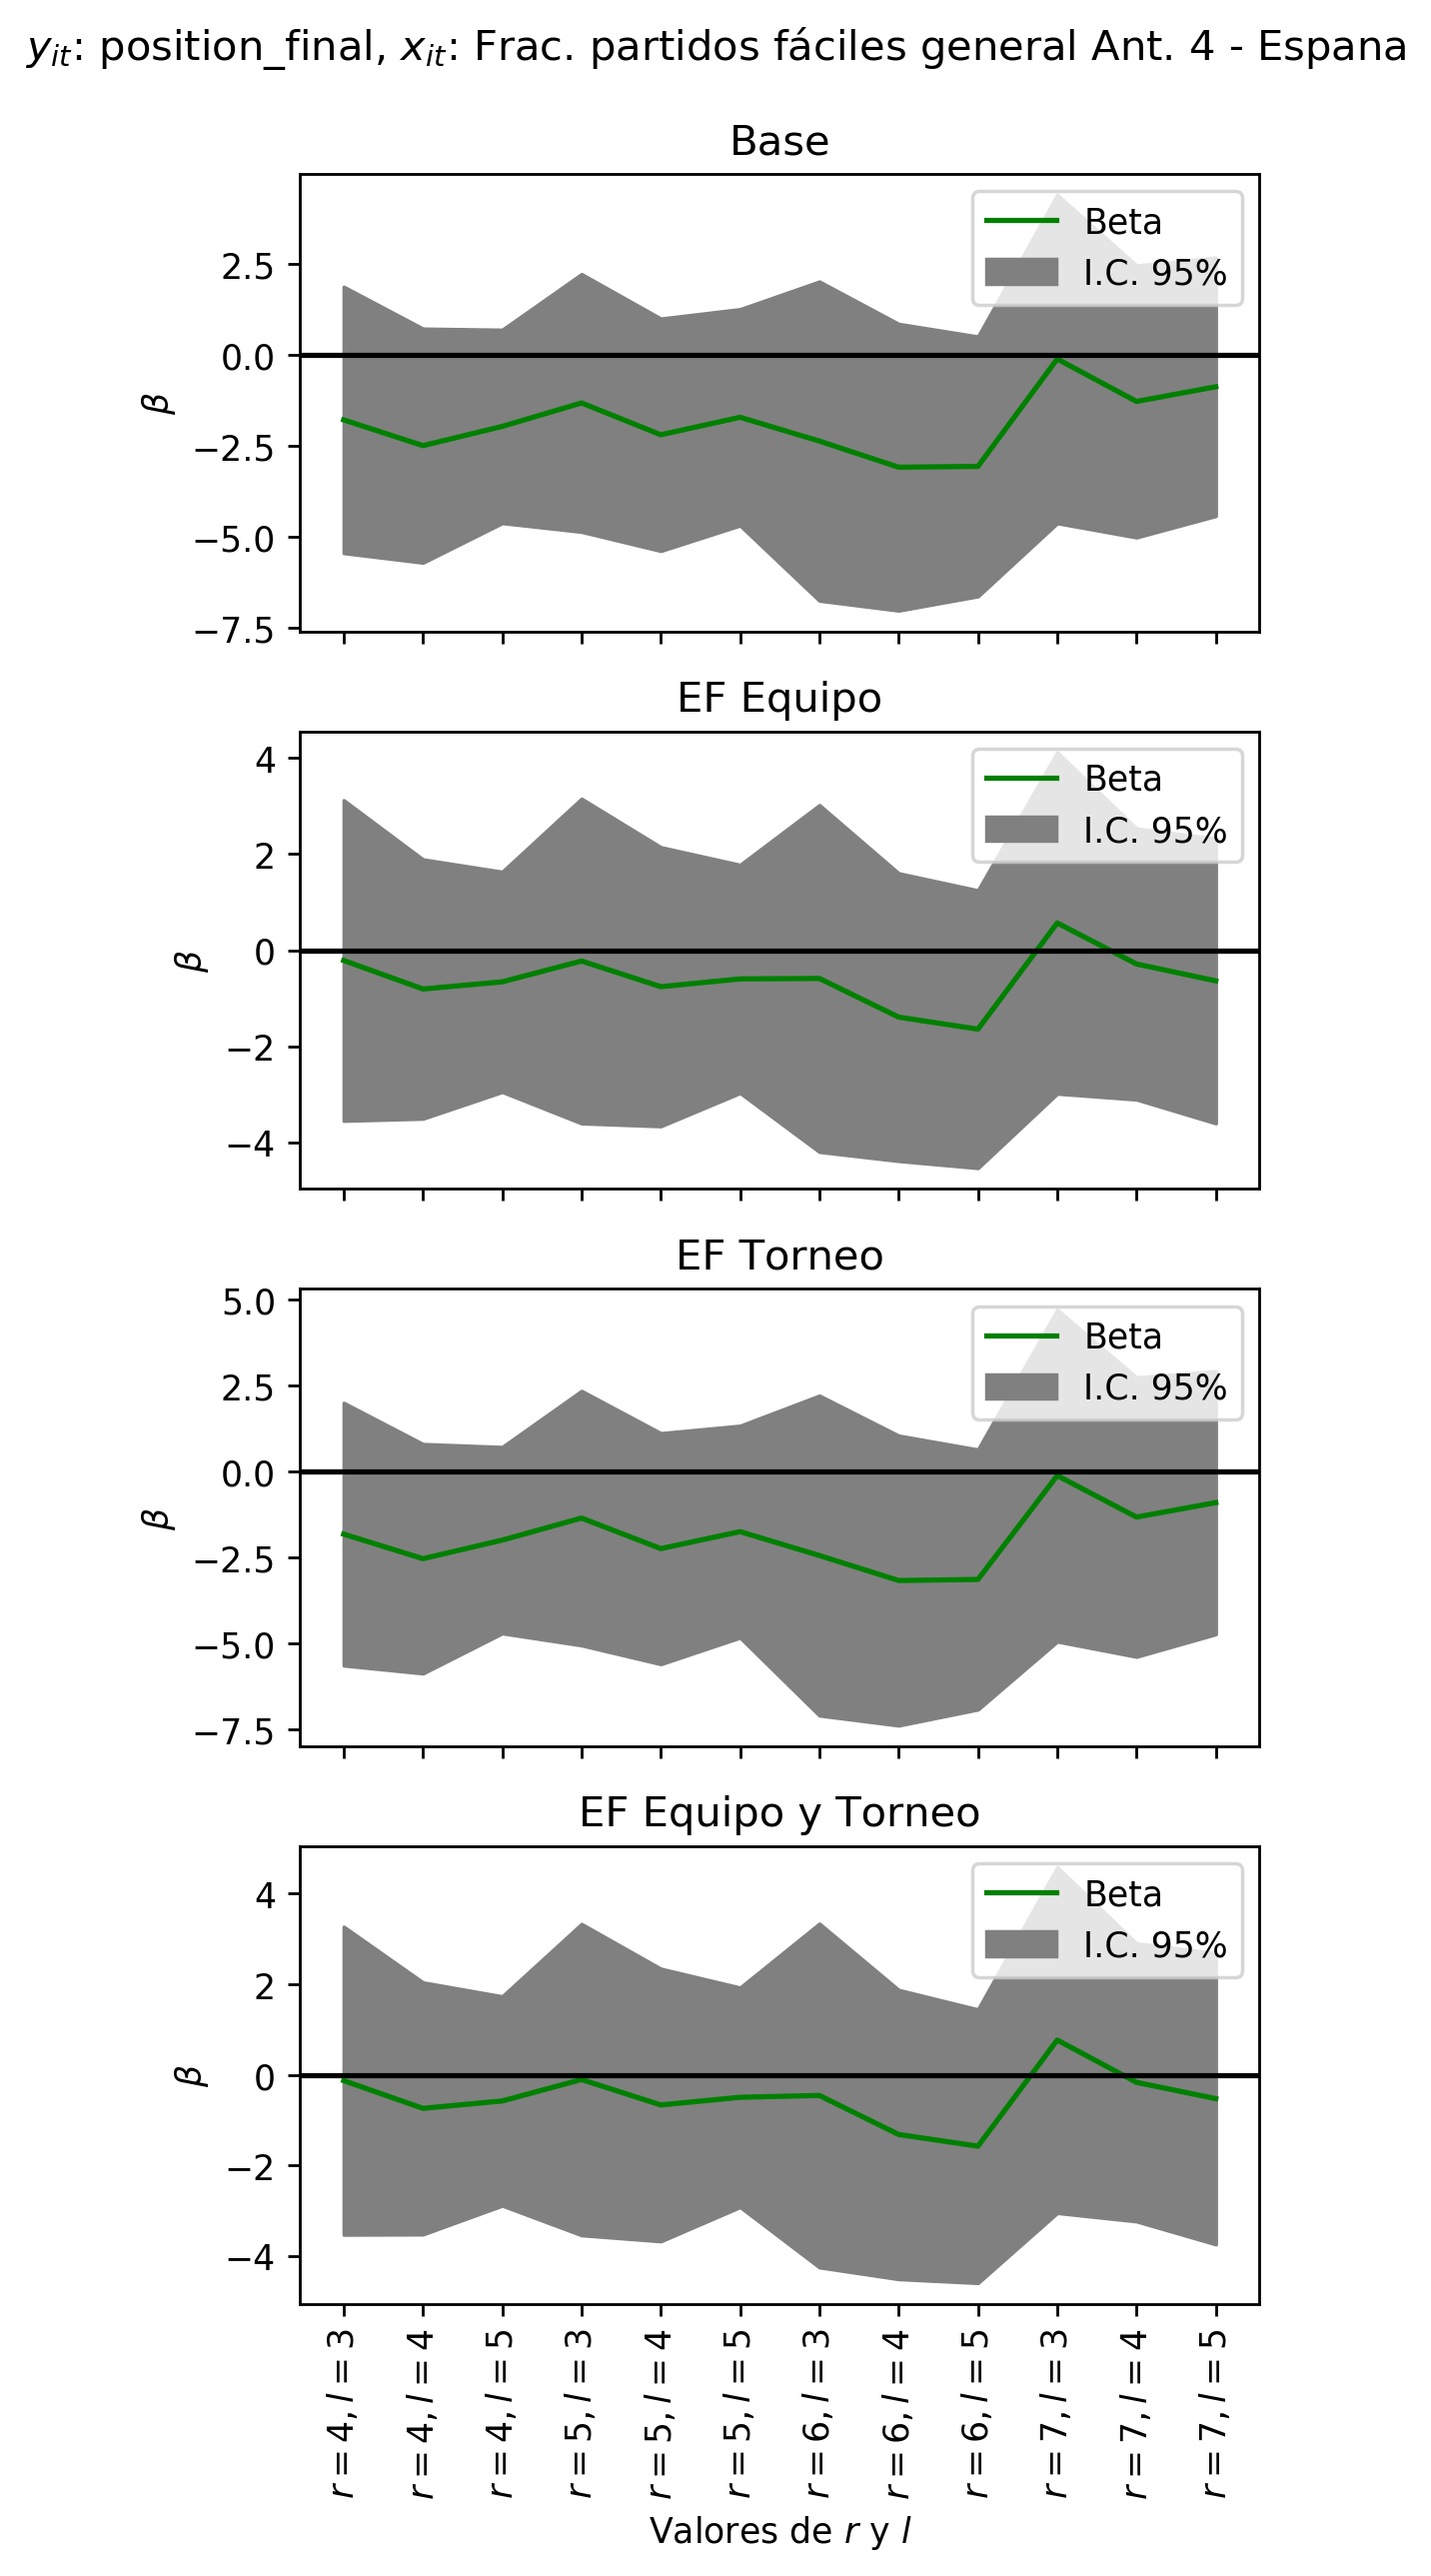 y_it: position_final, x_it: Frac. partidos fáciles general Ant. 4 - Espana
Base
Beta
I.C. 95%
2.5
0.0
−2.5
−5.0
−7.5
β
EF Equipo
Beta
I.C. 95%
4
2
0
−2
−4
β
EF Torneo
Beta
I.C. 95%
5.0
2.5
0.0
−2.5
−5.0
−7.5
β
EF Equipo y Torneo
Beta
I.C. 95%
4
2
0
−2
−4
β
r = 4, l = 3
r = 4, l = 4
r = 4, l = 5
r = 5, l = 3
r = 5, l = 4
r = 5, l = 5
r = 6, l = 3
r = 6, l = 4
r = 6, l = 5
r = 7, l = 3
r = 7, l = 4
r = 7, l = 5
Valores de r y l